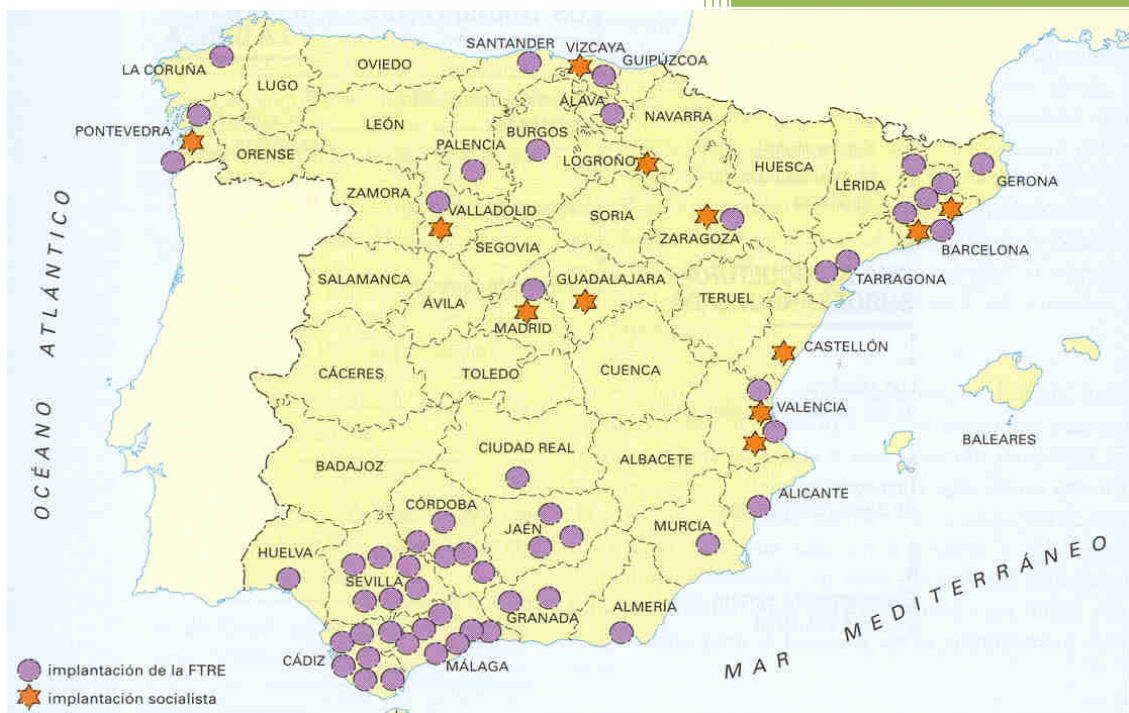 SANTANDER
VIZCAYA
GUIPÚZCOA
LA CORUÑA
LUGO
OVIEDO
ÁLAVA
NAVARRA
PONTEVEDRA
ORENSE
LEÓN
PALENCIA
BURGOS
LOGROÑO
HUESCA
LÉRIDA
GERONA
ZAMORA
VALLADOLID
SORIA
ZARAGOZA
BARCELONA
SEGOVIA
SALAMANCA
ÁVILA
GUADALAJARA
TERUEL
TARRAGONA
MADRID
CASTELLÓN
CÁCERES
TOLEDO
CUENCA
VALENCIA
BALEARES
BADAJOZ
CIUDAD REAL
ALBACETE
ALICANTE
CÓRDOBA
JAÉN
MURCIA
HUELVA
SEVILLA
GRANADA
ALMERÍA
CÁDIZ
MÁLAGA
OCÉANO ATLÁNTICO
MAR MEDITERRÁNEO
implantación de la FTRE
implantación socialista